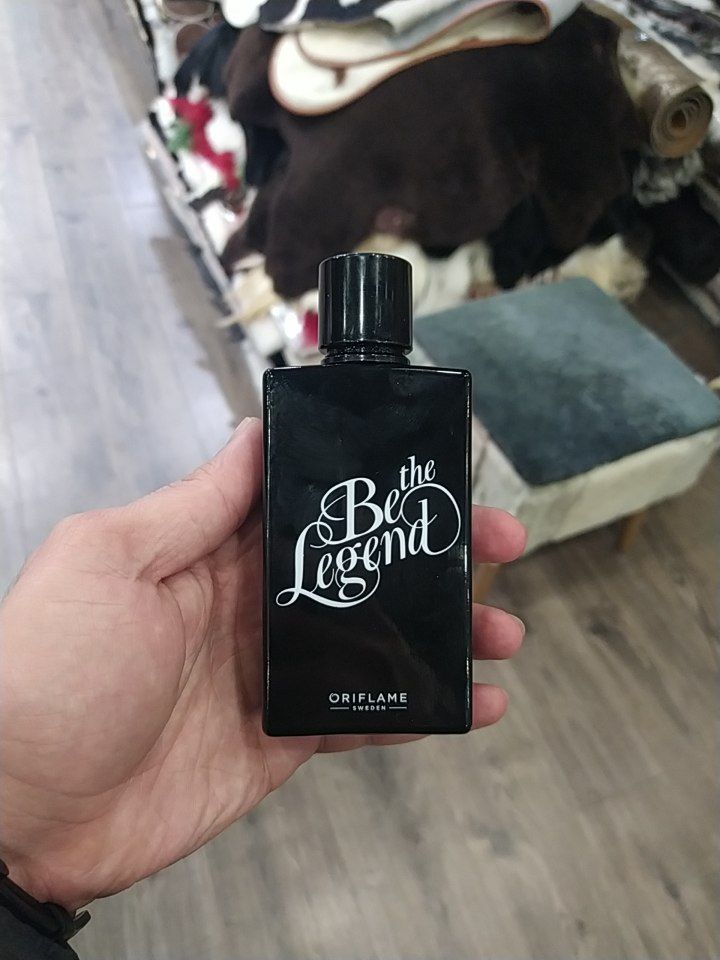 Be the
Legend
ORIFLAME
SWEDEN